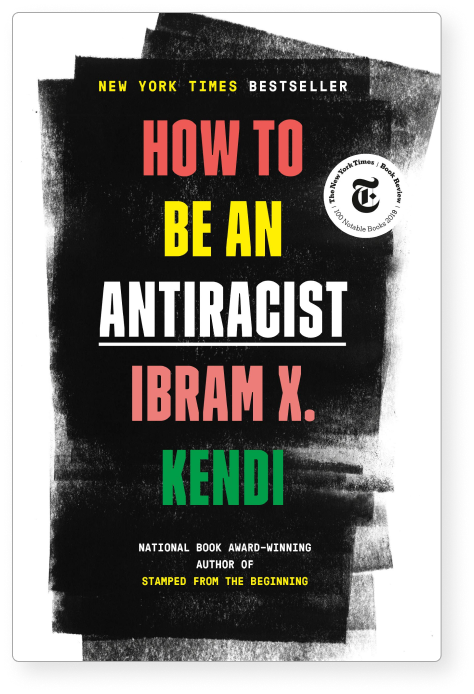 NEW YORK TIMES BESTSELLER
HOW TO
BE AN
The New York Times | Book Review
T
100 Notable Books 2019
ANTIRACIST
IBRAM X.
KENDI
NATIONAL BOOK AWARD–WINNING
AUTHOR OF
STAMPED FROM THE BEGINNING